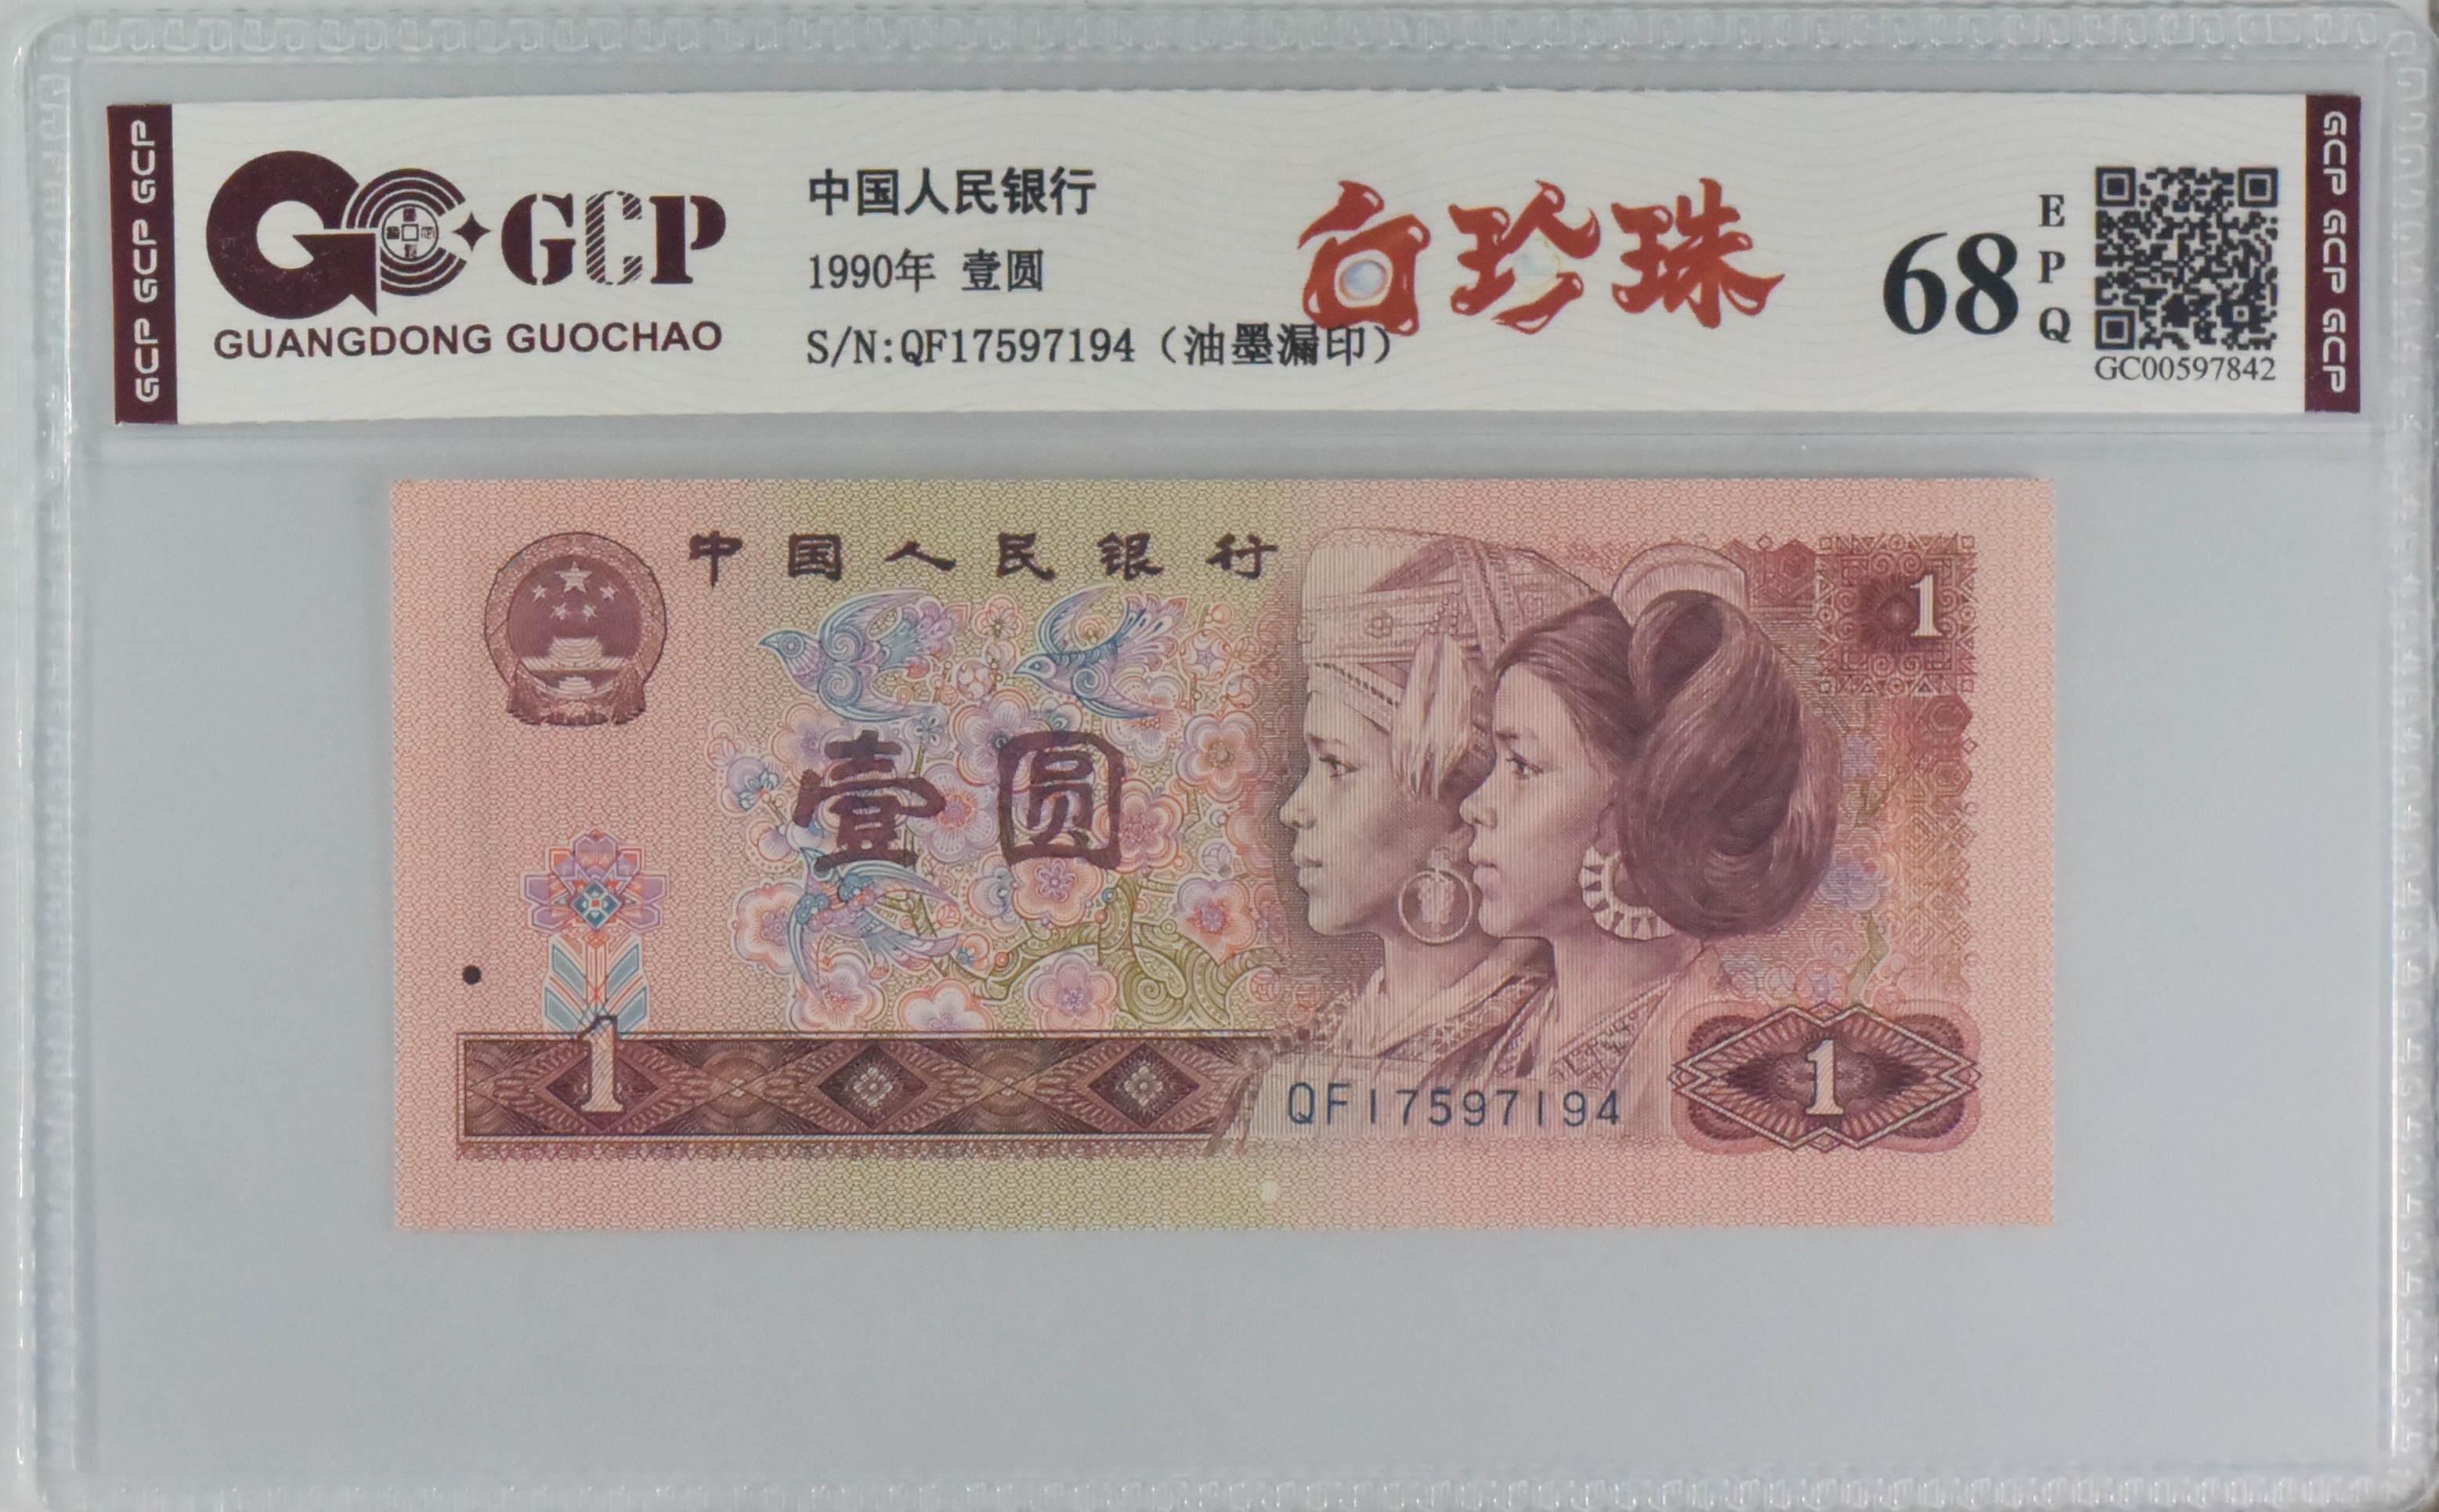 GCP GCP GCP
GCP
GUANGDONG GUOCHAO
中国人民银行
1990年 壹圆
S/N:QF17597194（油墨漏印）
白珍珠
68
EPQ
GC00597842
GCP GCP GCP
中国人民银行
1
壹圆
1
QF17597194
1